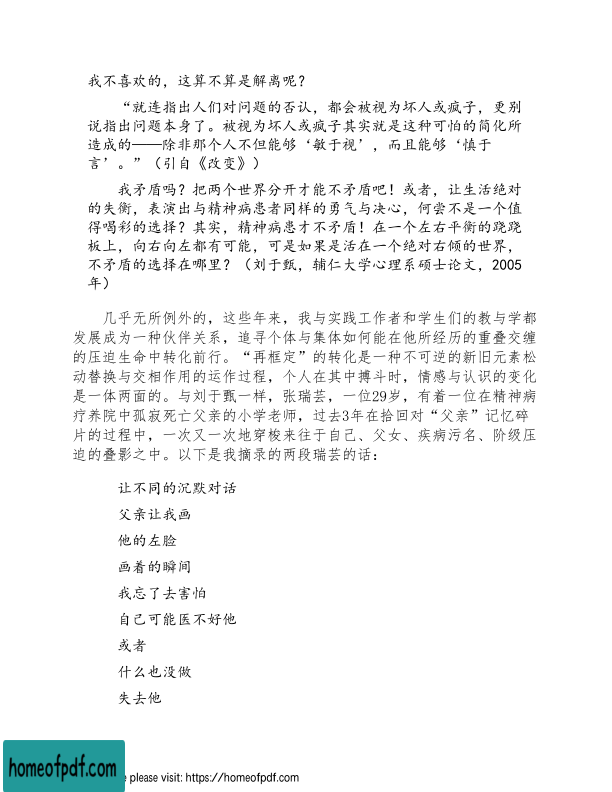 我不喜欢的，这算不算是解离呢？
“就连指出人们对问题的否认，都会被视为坏人或疯子，更别
说指出问题本身了。被视为坏人或疯子其实就是这种可怕的简化所
造成的——除非那个人不但能够‘敏于视’，而且能够‘慎于
言’。”（引自《改变》）
我矛盾吗？把两个世界分开才能不矛盾吧！或者，让生活绝对
的失衡，表演出与精神病患者同样的勇气与决心，何尝不是一个值
得喝彩的选择？其实，精神病患才不矛盾！在一个左右平衡的跷跷
板上，向右向左都有可能，可是如果是活在一个绝对右倾的世界，
不矛盾的选择在哪里？（刘于甄，辅仁大学心理系硕士论文，2005
年）
几乎无所例外的，这些年来，我与实践工作者和学生们的教与学都
发展成为一种伙伴关系，追寻个体与集体如何能在他所经历的重叠交缠
的压迫生命中转化前行。“再框定”的转化是一种不可逆的新旧元素松
动替换与交相作用的运作过程，个人在其中搏斗时，情感与认识的变化
是一体两面的。与刘于甄一样，张瑞芸，一位29岁，有着一位在精神病
疗养院中孤寂死亡父亲的小学老师，过去3年在拾回对“父亲”记忆碎
片的过程中，一次又一次地穿梭来往于自己、父女、疾病污名、阶级压
迫的叠影之中。以下是我摘录的两段瑞芸的话：
让不同的沉默对话
父亲让我画
他的左脸
画着的瞬间
我忘了去害怕
自己可能医不好他
或者
什么也没做
失去他
homeofpdf.com
e please visit: https://homeofpdf.com